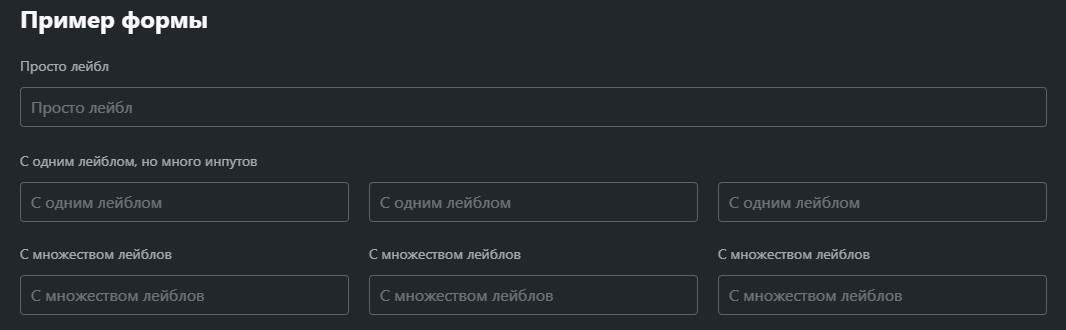 Пример формы
Просто лейбл
Просто лейбл
С одним лейблом, но много инпутов
С одним лейблом С одним лейблом С одним лейблом
С множеством лейблов С множеством лейблов С множеством лейблов
С множеством лейблов С множеством лейблов С множеством лейблов